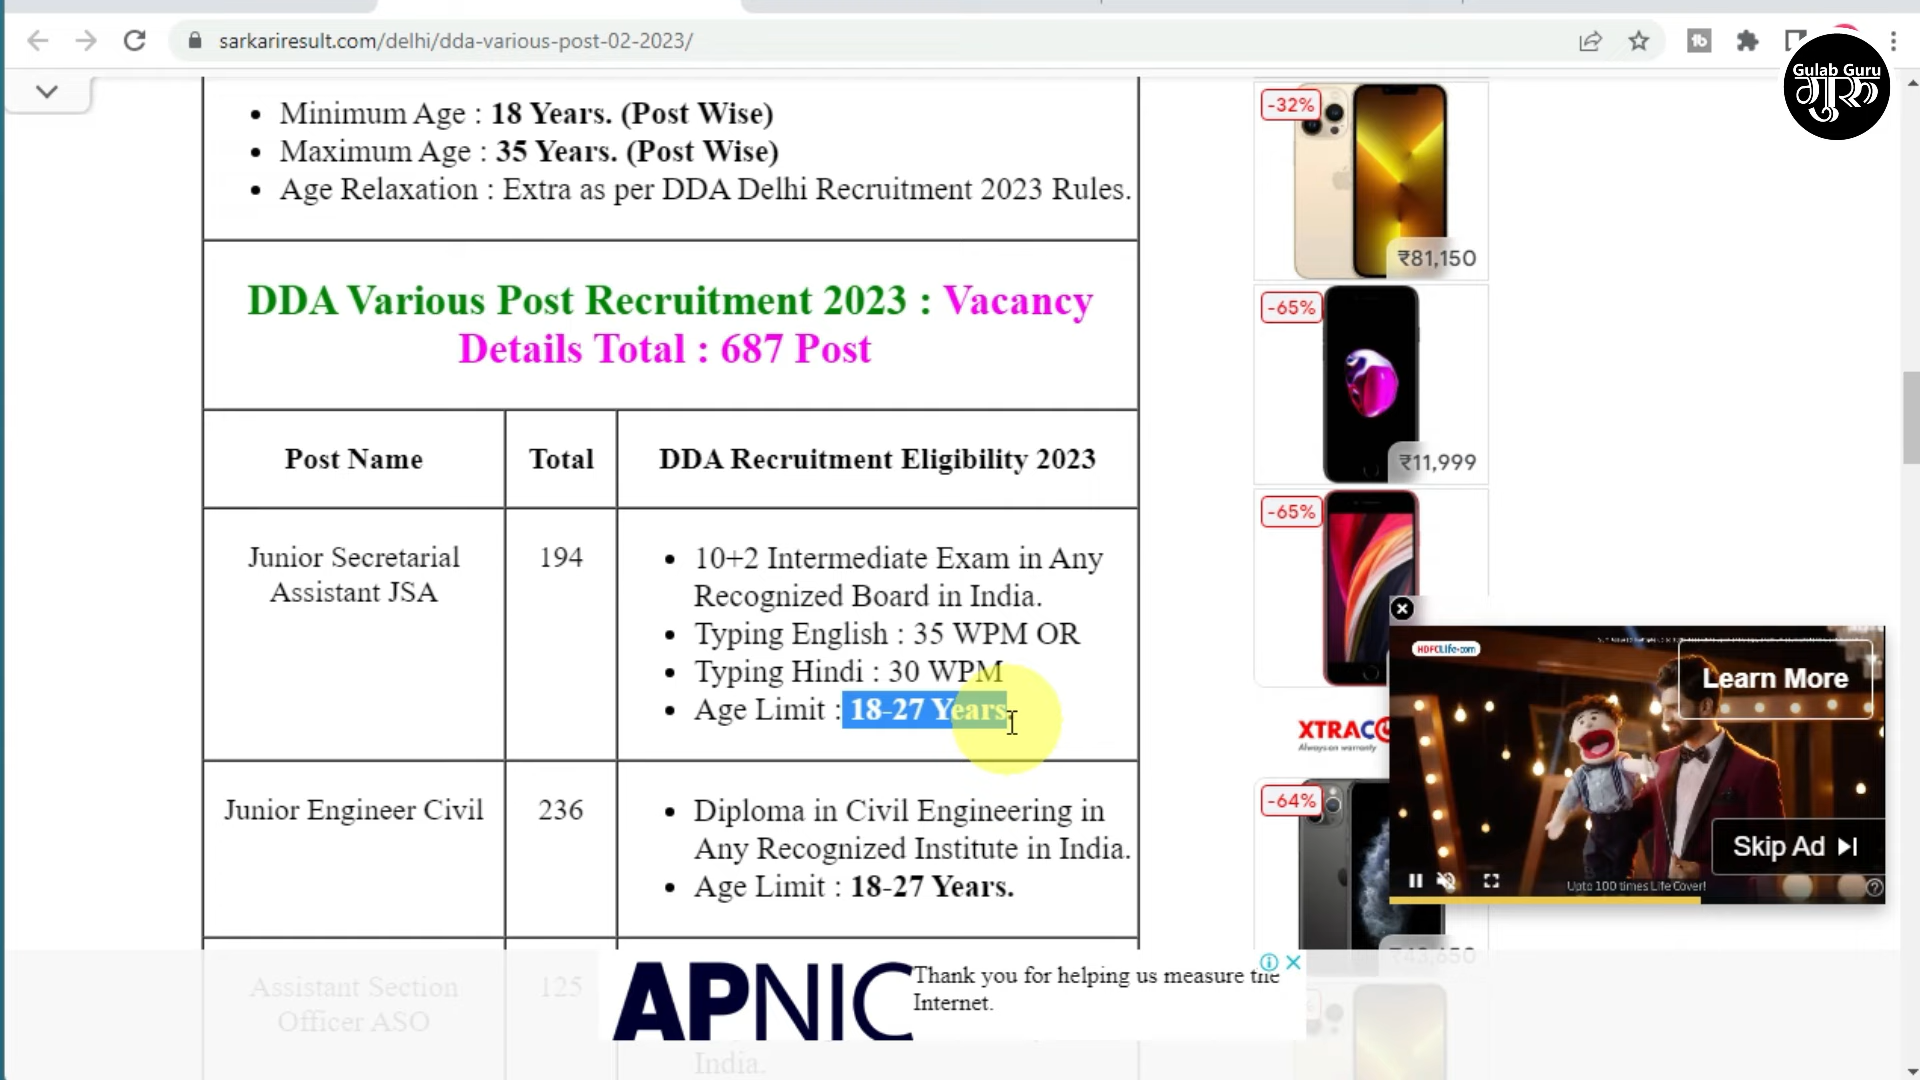 sarkariresult.com/delhi/dda-various-post-02-2023/
Gulab Guru
गुरु
Minimum Age : 18 Years. (Post Wise)
Maximum Age : 35 Years. (Post Wise)
Age Relaxation : Extra as per DDA Delhi Recruitment 2023 Rules.
DDA Various Post Recruitment 2023 : Vacancy
Details Total : 687 Post
Post Name
Total
DDA Recruitment Eligibility 2023
Junior Secretarial
Assistant JSA
194
10+2 Intermediate Exam in Any
Recognized Board in India.
Typing English : 35 WPM OR
Typing Hindi : 30 WPM
Age Limit : 18-27 Years.
Junior Engineer Civil
236
Diploma in Civil Engineering in
Any Recognized Institute in India.
Age Limit : 18-27 Years.
Assistant Section
Officer ASO
125
India.
-32%
₹81,150
-65%
₹11,999
-65%
XTRAC
Always-on warranty
-64%
₹43,650
HDFCLife.com
Learn More
Skip Ad
Upto 100 times Life Cover!
APNIC
Thank you for helping us measure the
Internet.